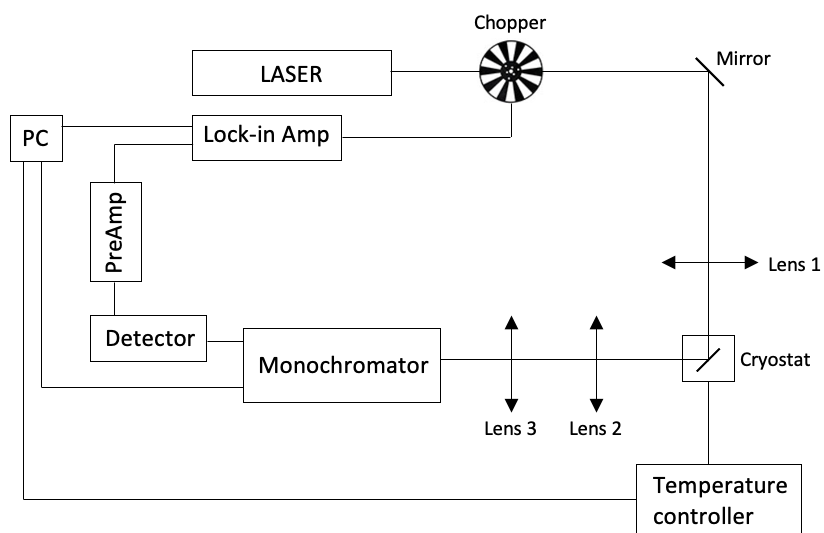 Chopper
LASER
Mirror
PC
Lock-in Amp
PreAmp
Lens 1
Detector
Monochromator
Cryostat
Lens 3
Lens 2
Temperature
controller